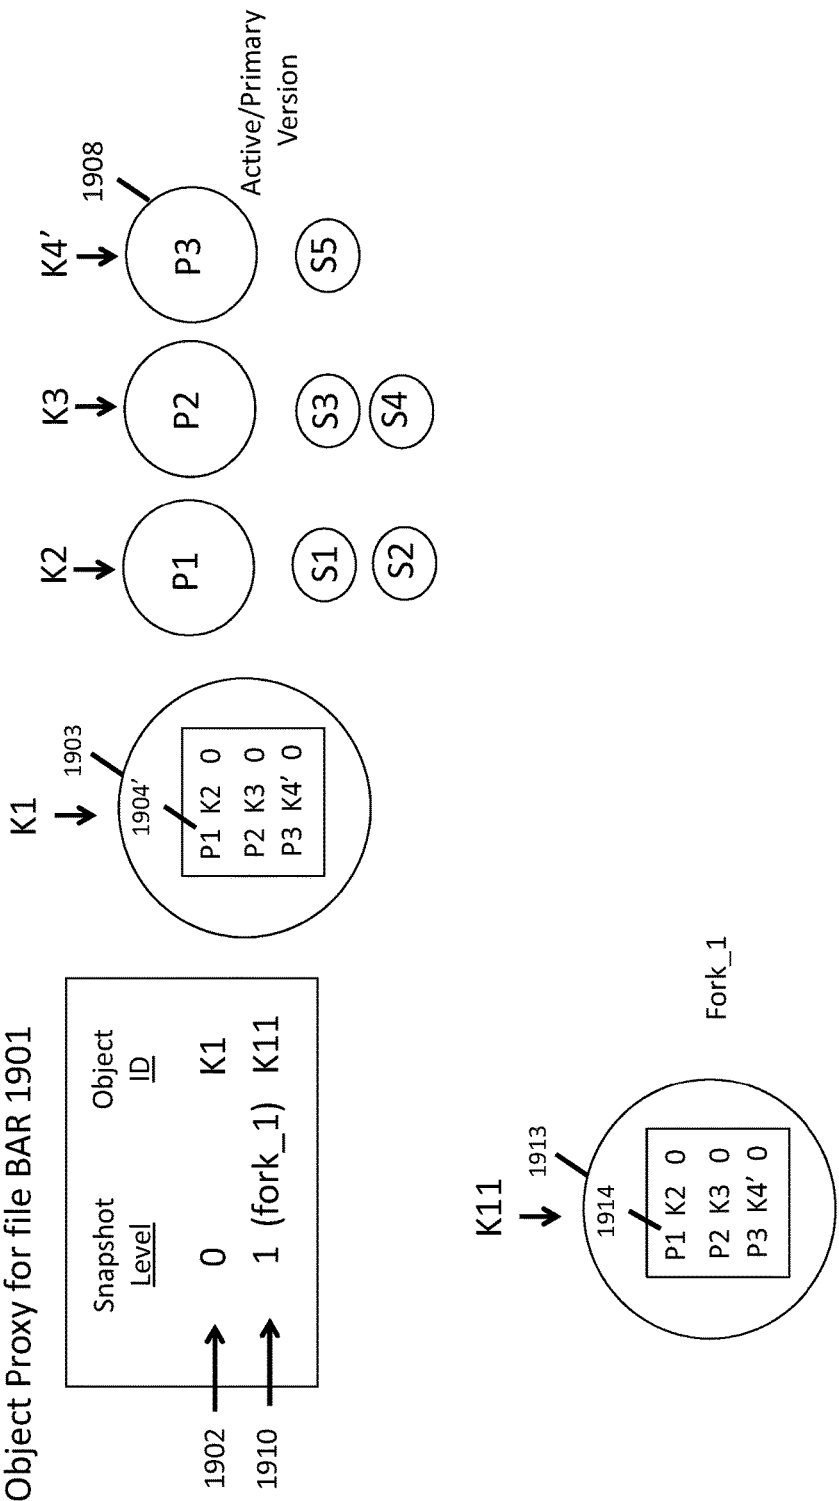 Object Proxy for file BAR 1901
Snapshot Level
Object ID
1902
0 K1
1910
1 (fork_1) K11
K1
1903
1904’
P1 K2 0
P2 K3 0
P3 K4’ 0
K2
P1
S1
S2
K3
P2
S3
S4
K4’
1908
P3
S5
Active/Primary
Version
K11
1913
1914
P1 K2 0
P2 K3 0
P3 K4’ 0
Fork_1